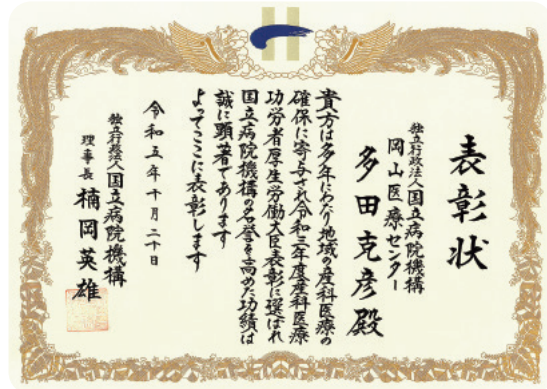 表彰状
独立行政法人国立病院機構
岡山医療センター
多田克彦殿
貴方は多年にわたり地域の産科医療の
確保に寄与され令和三年度産科医療
功労者厚生労働大臣表彰に選ばれ
国立病院機構の名誉を高めた功績は
誠に顕著であります
よってここに表彰します
令和五年十月二十日
独立行政法人国立病院機構
理事長 楠岡英雄